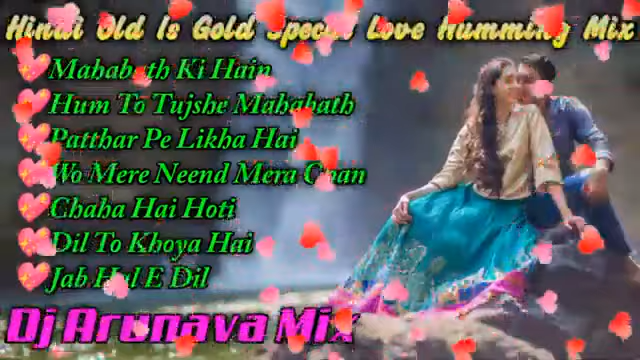 Hindi Old Is Gold Special Love Humming Mix
Mahabath Ki Hain
Hum To Tujshe Mahabath
Patthar Pe Likha Hai
Wo Mere Neend Mera
Chaha Hai Hoti
Dil To Khoya Hai
Jab E Dil
Dj Arunava Mix